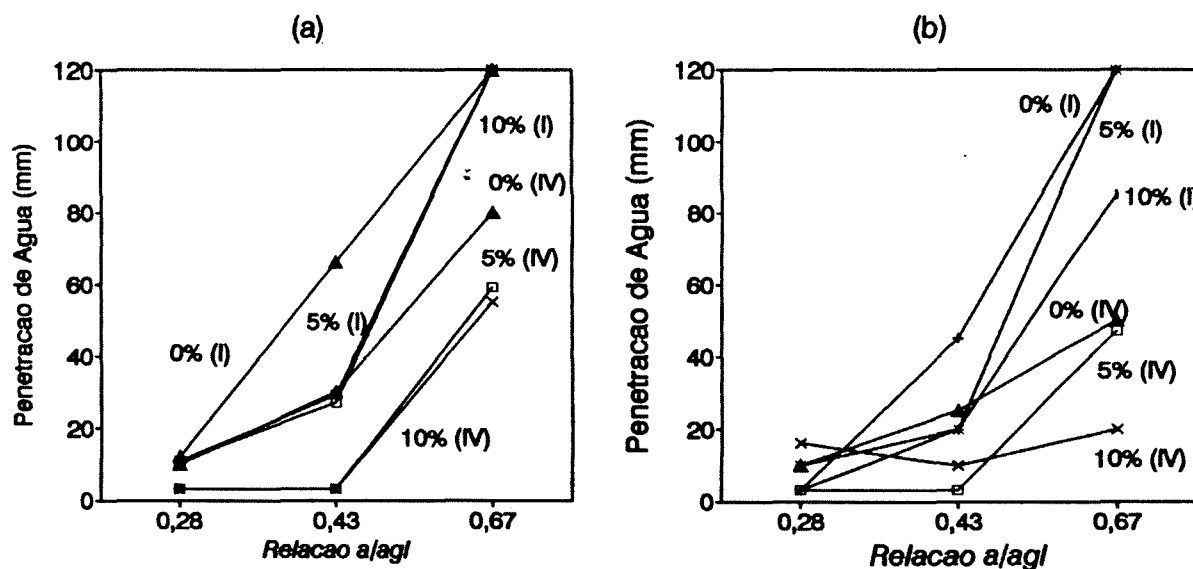 (a)
Penetracao de Agua (mm)
120
100
80
60
40
20
0
10% (I)
0% (IV)
5% (IV)
5% (I)
0% (I)
10% (IV)
0,28 0,43 0,67
Relacao a/agl
(b)
Penetracao de Agua (mm)
120
100
80
60
40
20
0
0% (I)
5% (I)
10% (I)
0% (IV)
5% (IV)
10% (IV)
0,28 0,43 0,67
Relacao a/agl